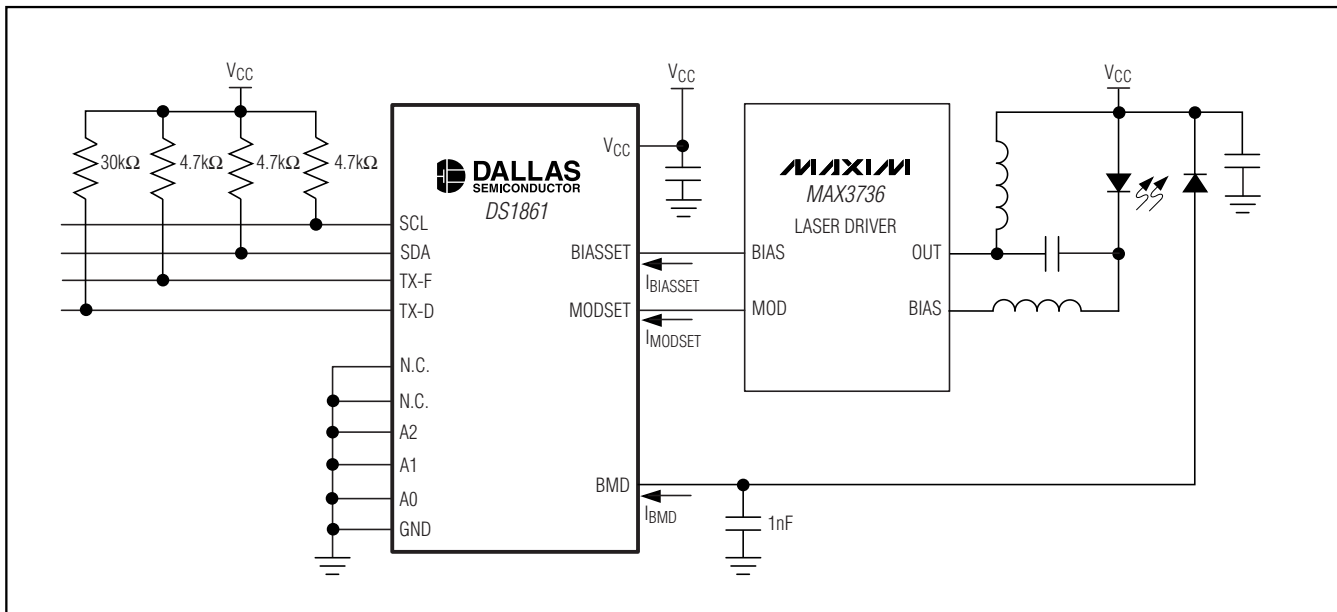 VCC
30kΩ
4.7kΩ
4.7kΩ
4.7kΩ
SCL
SDA
TX-F
TX-D
N.C.
N.C.
A2
A1
A0
GND
DALLAS
SEMICONDUCTOR
DS1861
VCC
VCC
BIASSET
IBIASSET
MODSET
IMODSET
BMD
IBMD
1nF
MAXIM
MAX3736
LASER DRIVER
BIAS
MOD
OUT
BIAS
VCC